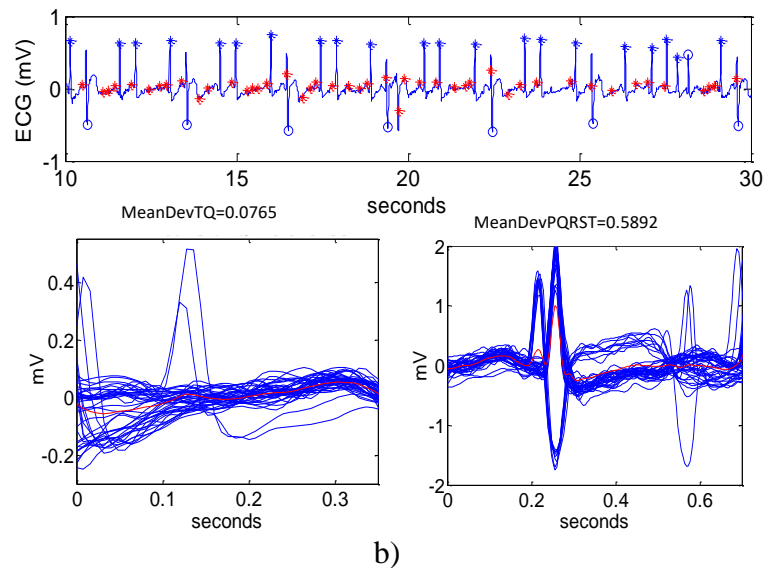 1
0
-1
ECG (mV)
10 15 20 25 30
seconds
MeanDevTQ=0.0765
MeanDevPQRST=0.5892
0.4
0.2
0
-0.2
mV
0 0.1 0.2 0.3
seconds
2
1
0
-1
-2
mV
0 0.2 0.4 0.6
seconds
b)